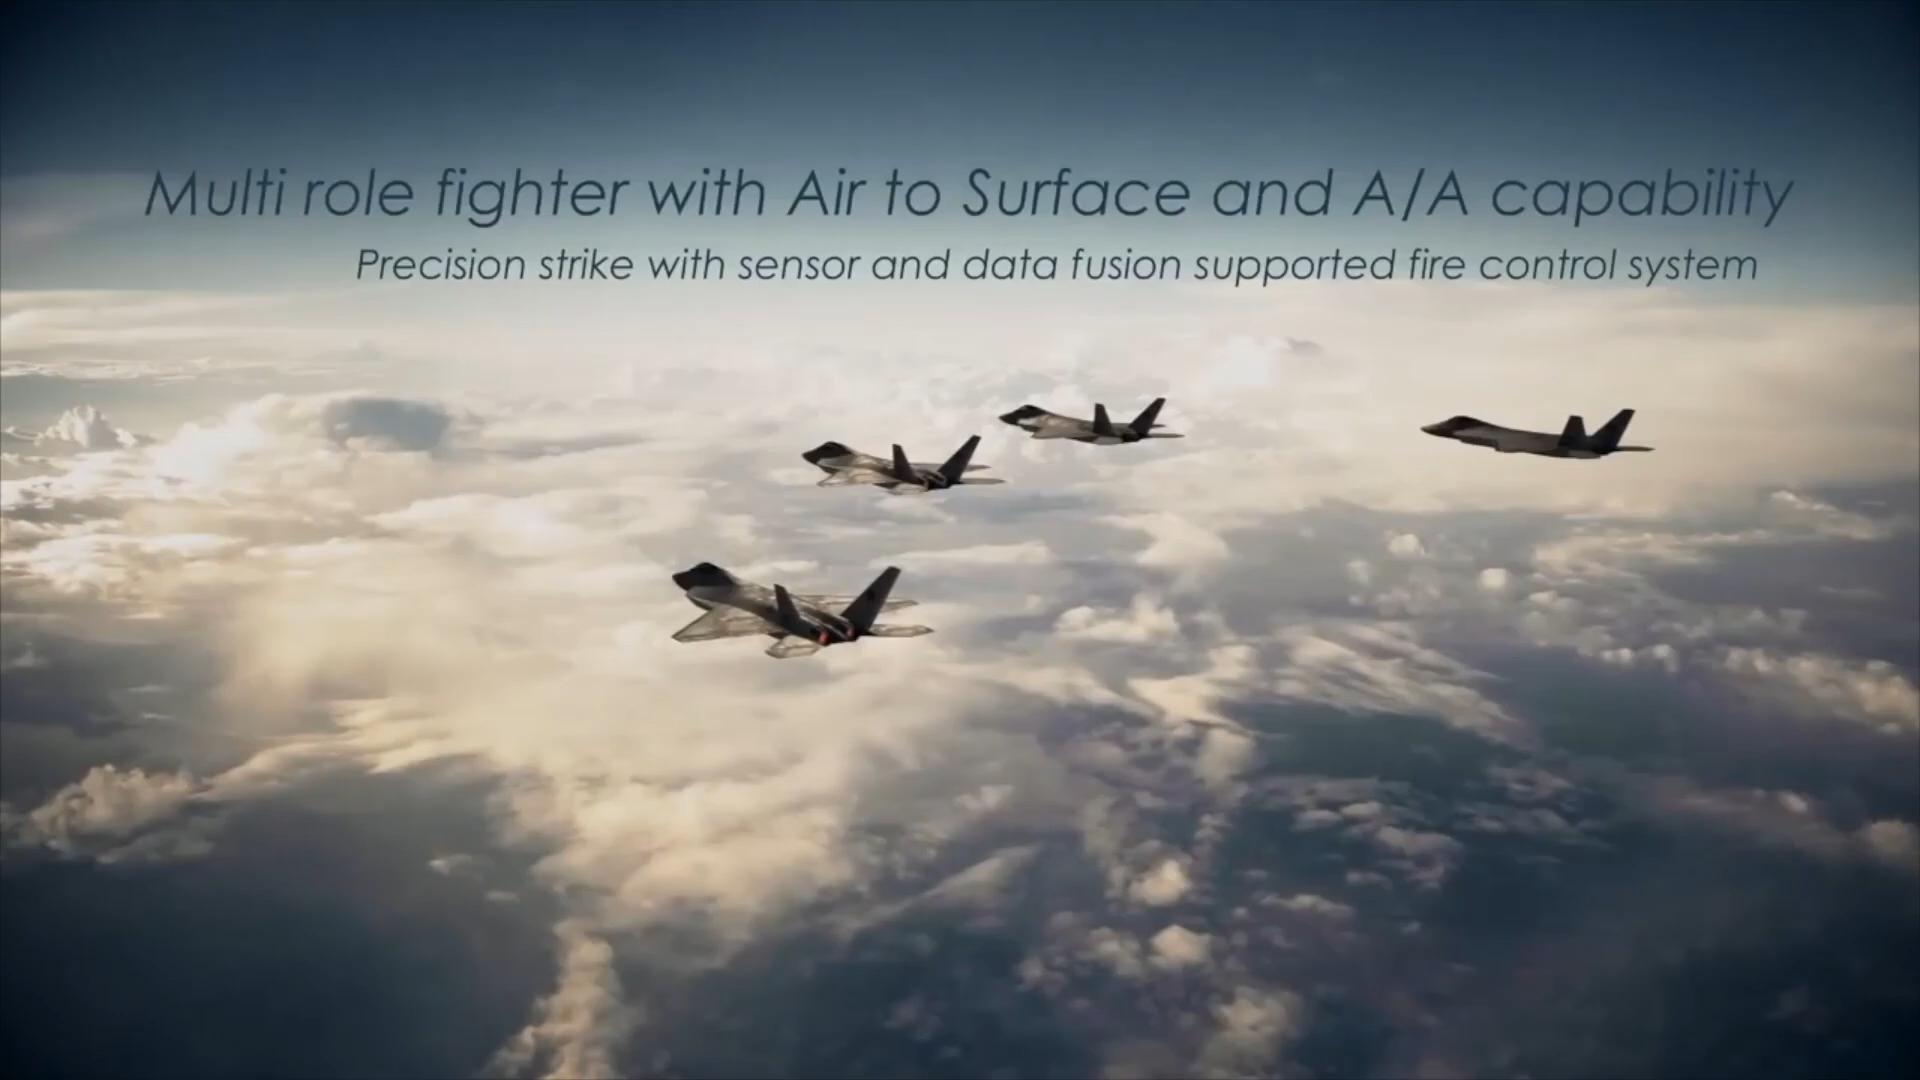 Multi role fighter with Air to Surface and A/A capability
Precision strike with sensor and data fusion supported fire control system